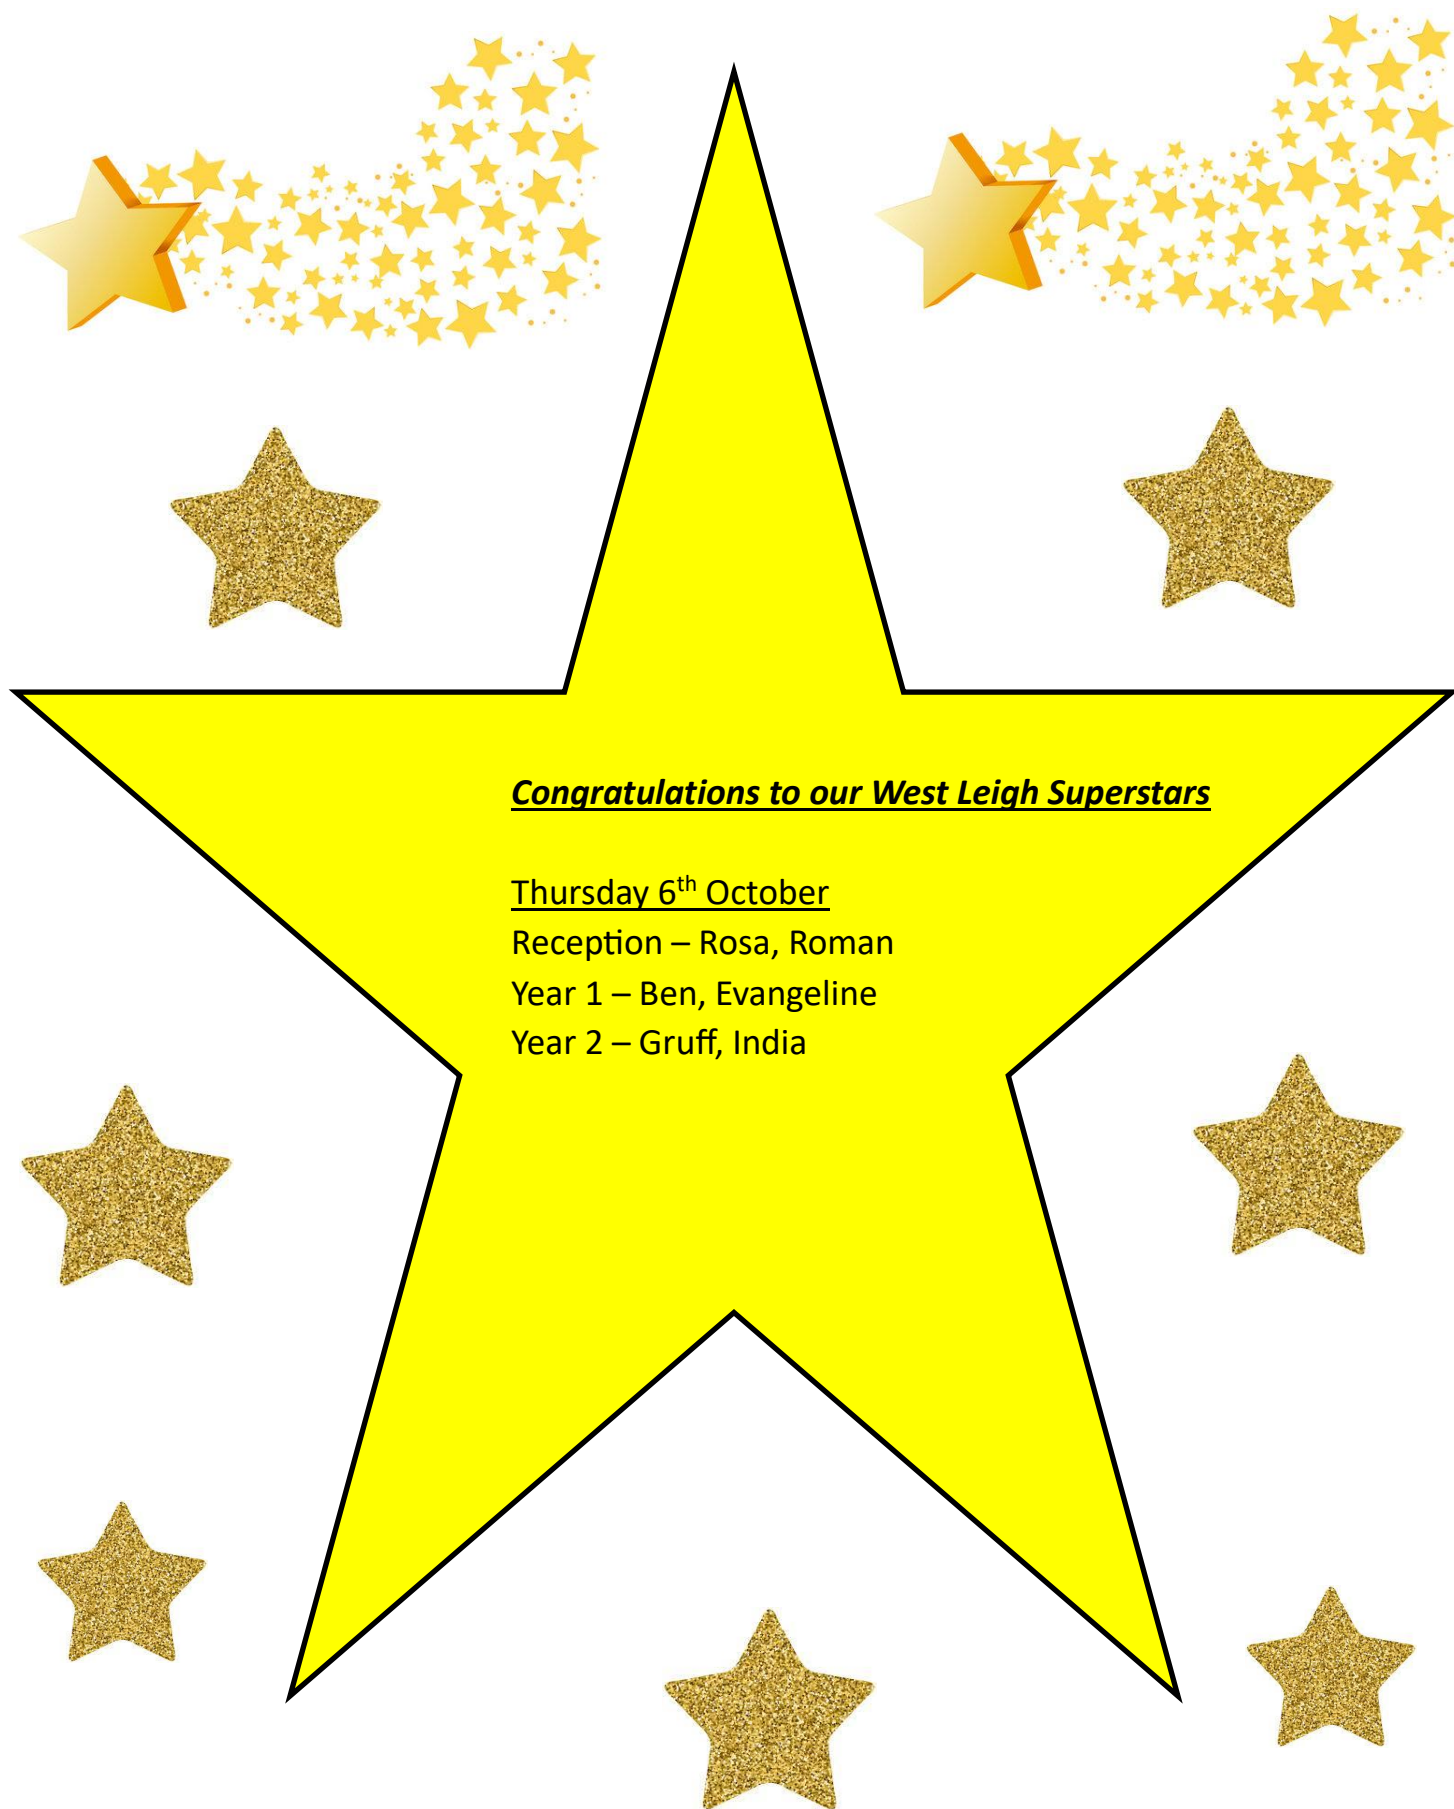 Congratulations to our West Leigh Superstars
Thursday 6th October
Reception – Rosa, Roman
Year 1 – Ben, Evangeline
Year 2 – Gruff, India